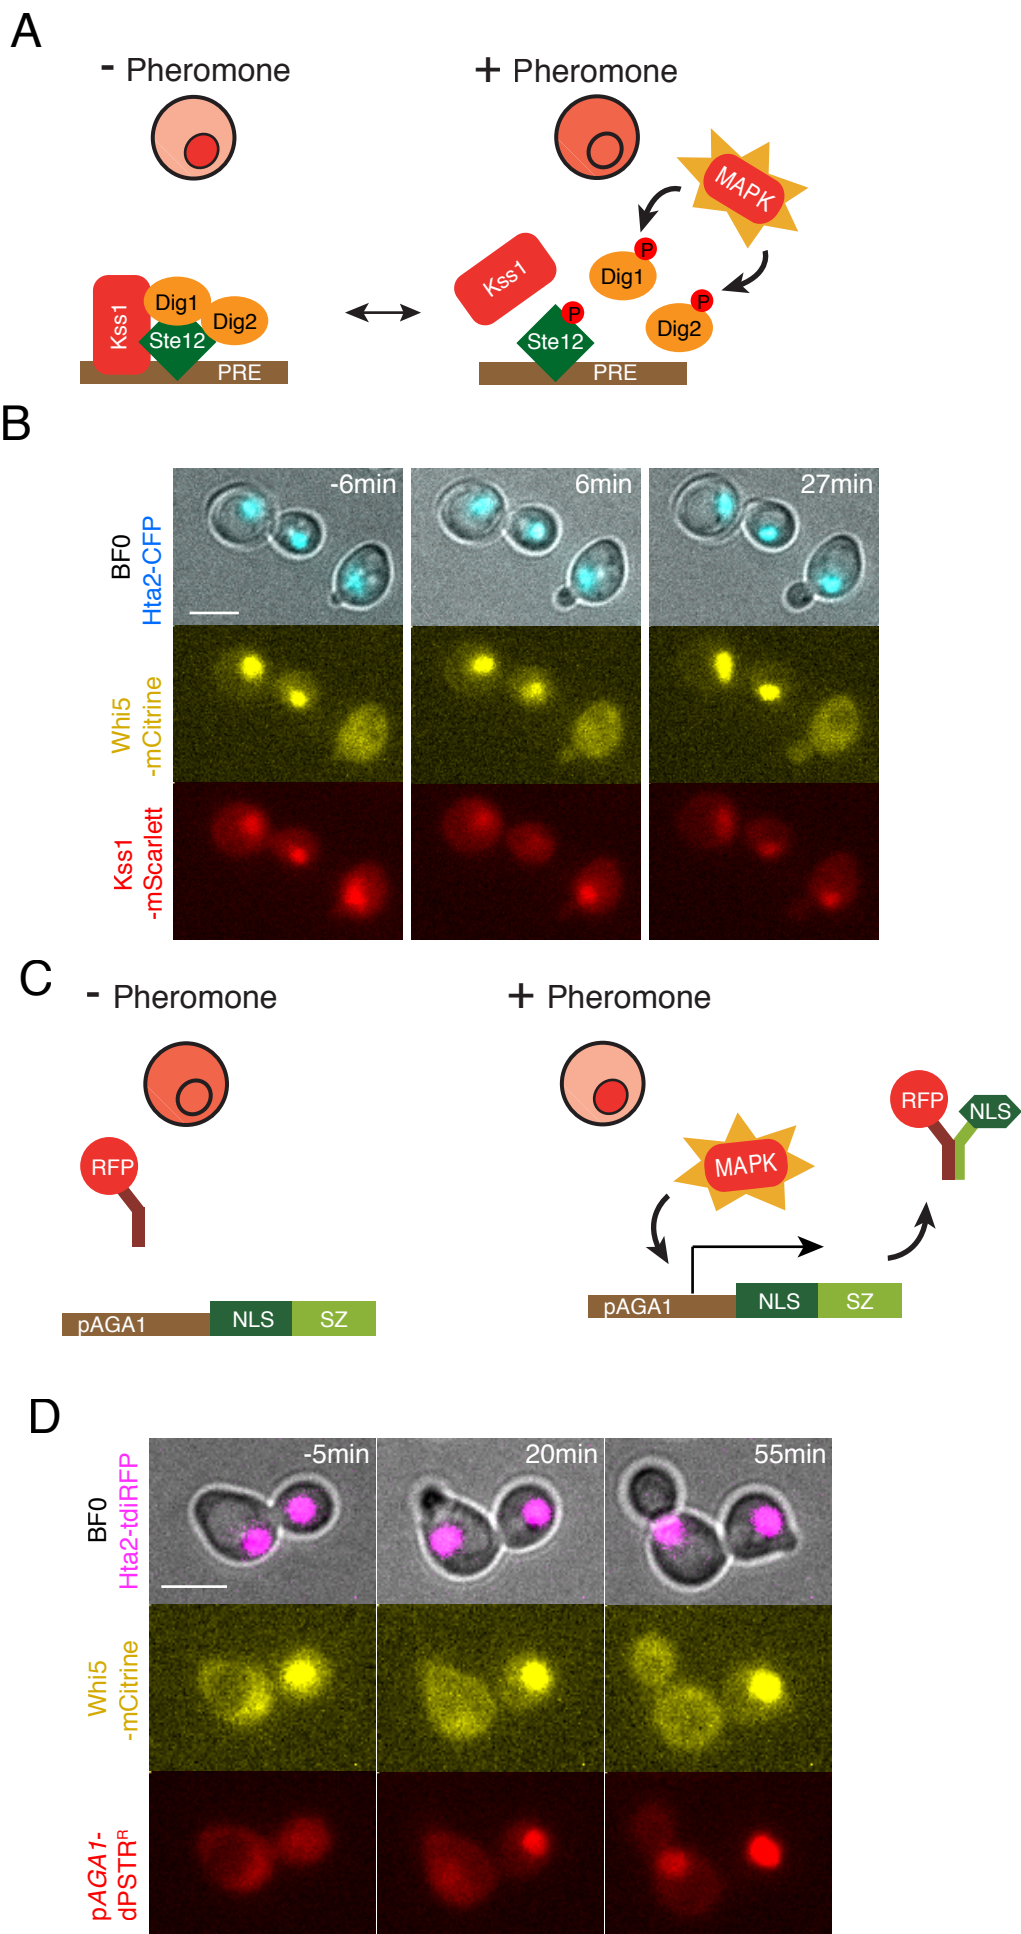 A
- Pheromone
+ Pheromone
MAPK
P
Kss1
Dig1
P
Dig1
Dig2
P
Dig2
Kss1
Ste12
Ste12
PRE
PRE
B
BF0
Hta2-CFP
-6min
6min
27min
Whi5
-mCitrine
Kss1
-mScarlett
C
- Pheromone
+ Pheromone
RFP
NLS
RFP
MAPK
pAGA1
NLS
SZ
pAGA1
NLS
SZ
D
BF0
Hta2-tdiRFP
-5min
20min
55min
Whi5
-mCitrine
pAGA1-
dPSTRᴿ